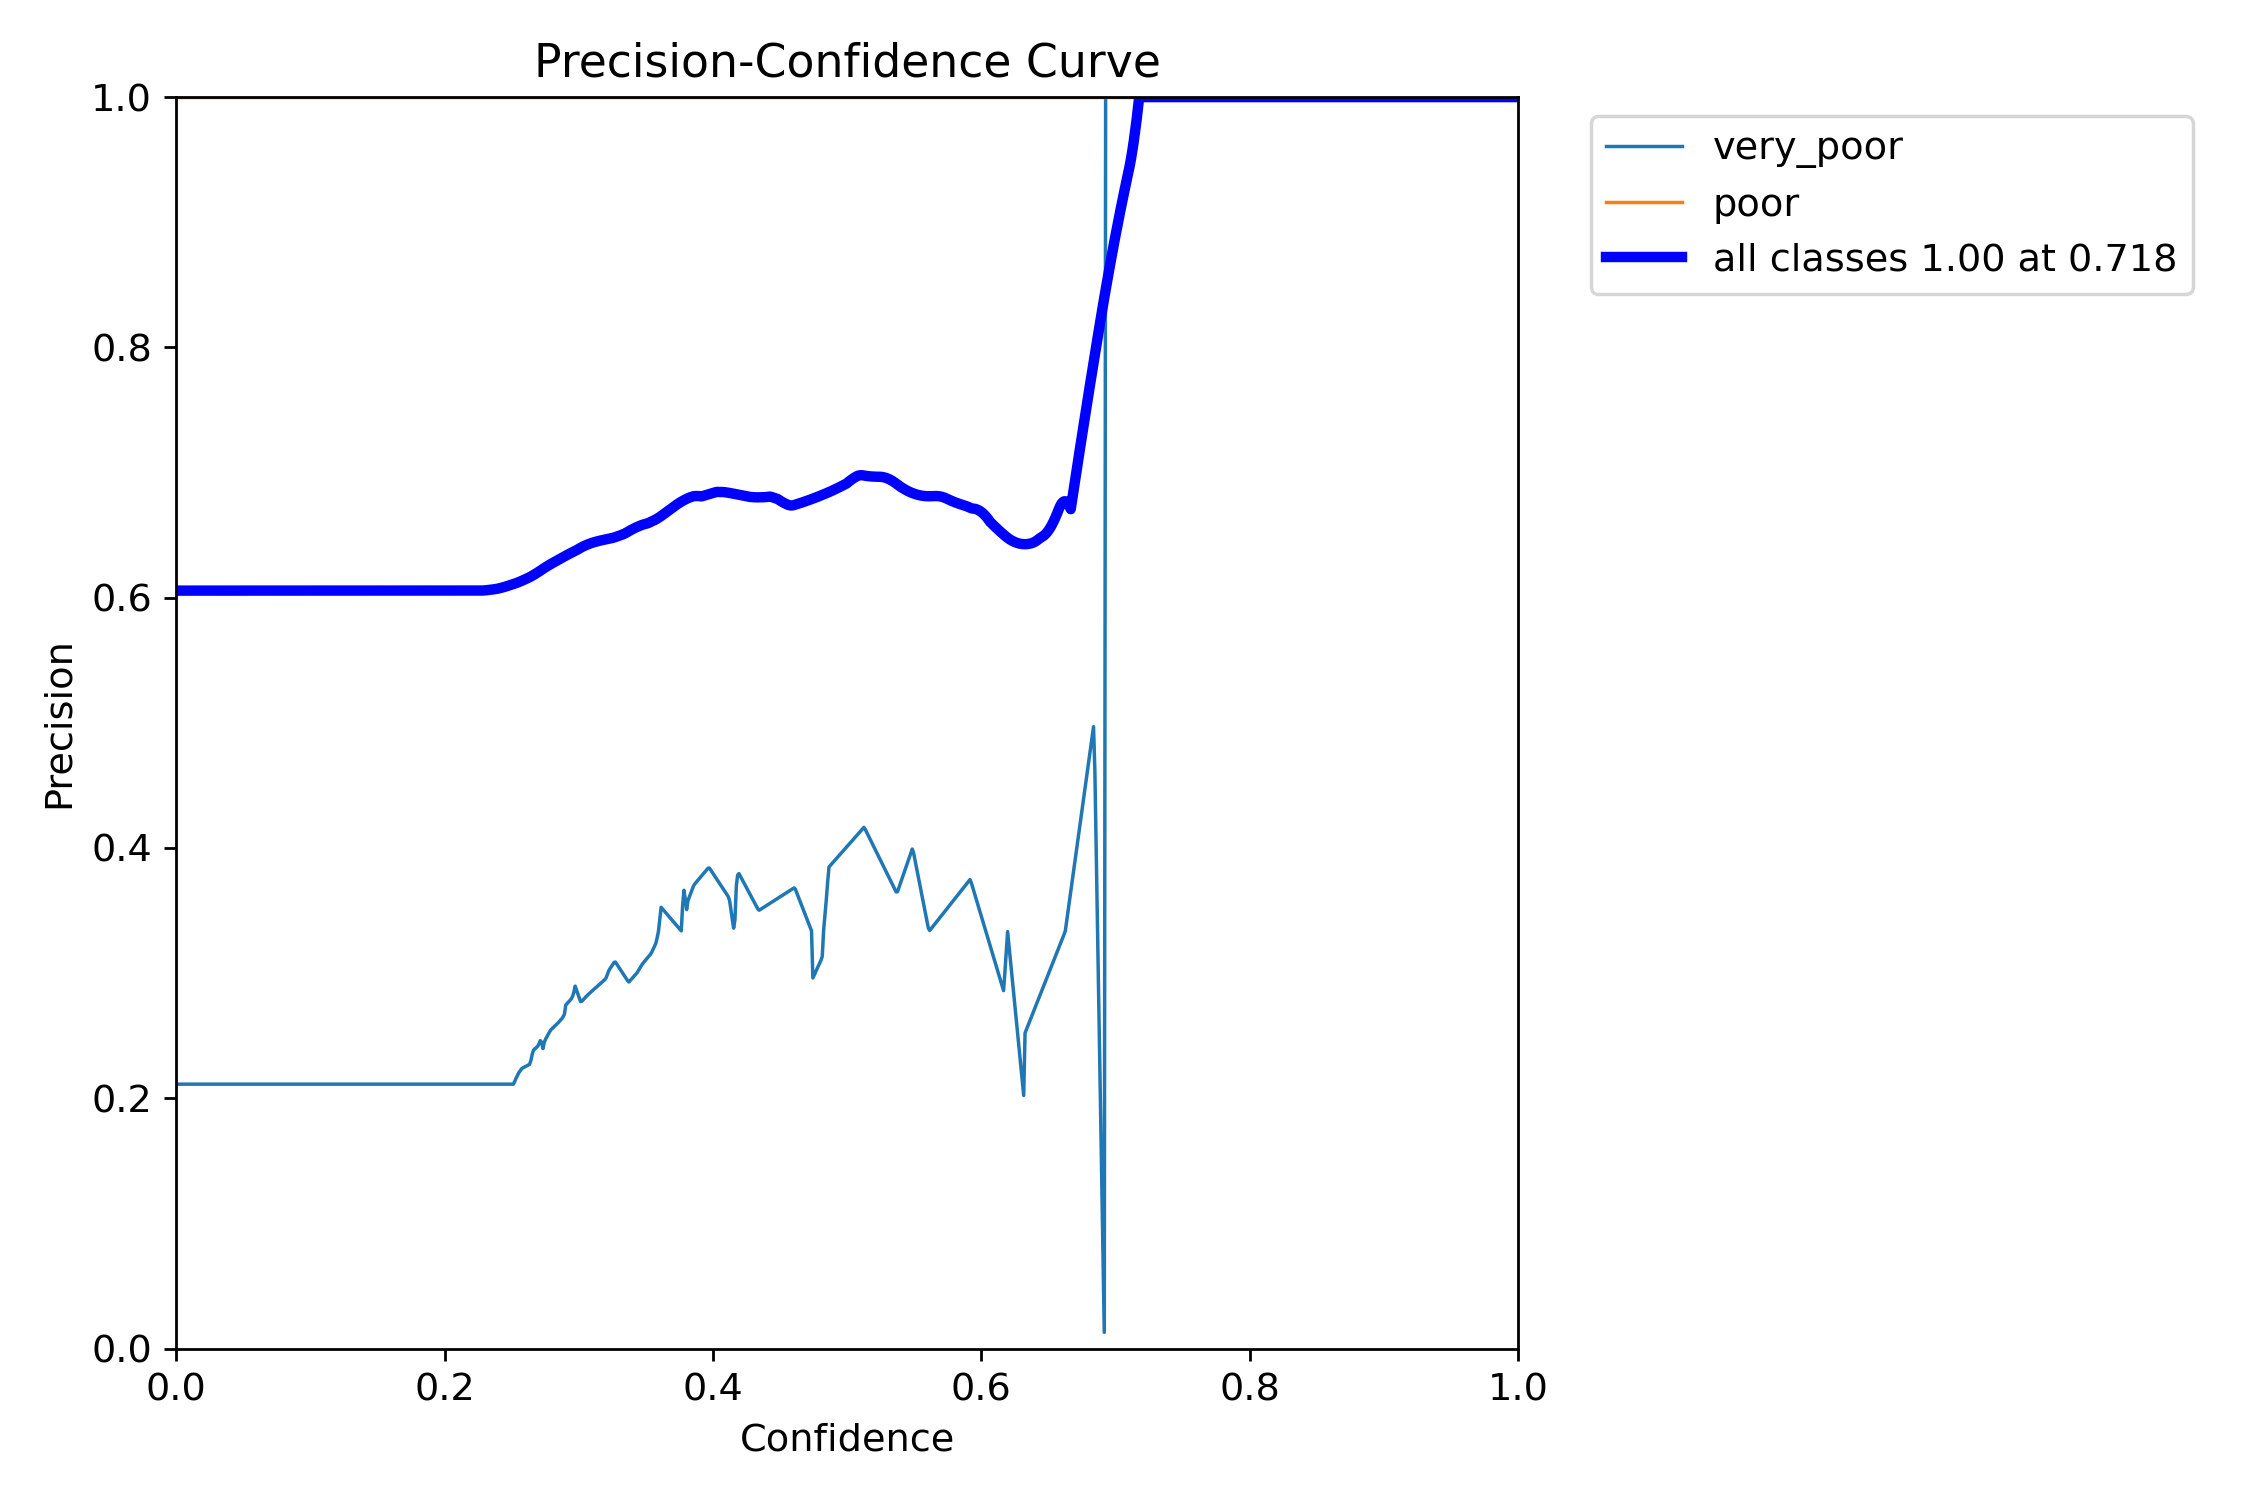 Precision-Confidence Curve
1.0
0.8
0.6
0.4
0.2
0.0
Precision
0.0 0.2 0.4 0.6 0.8 1.0
Confidence
very_poor
poor
all classes 1.00 at 0.718